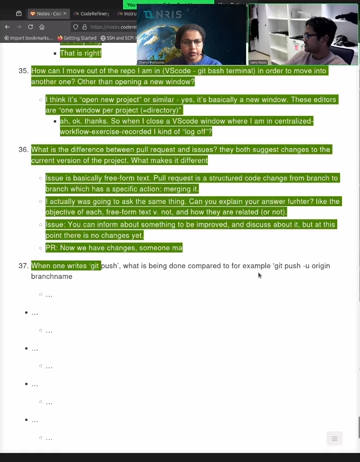 Notes - Cod
CodeRefiner
Import bookmarks...
Getting Started
SSH and SCP
NRIS
That is right!
35. How can I move out of the repo I am in (VScode - git bash terminal) in order to move into
another one? Other than opening a new window?
I think it's "open new project" or similar - yes, it's basically a new window. These editors
are "one window per project (=directory)"
ah, ok. thanks. So when I close a VScode window where I am in centralized-
workflow-exercise-recorded I kind of "log off"?
36. What is the difference between pull request and issues? they both suggest changes to the
current version of the project. What makes it different
Issue is basically free-form text. Pull request is a structured code change from branch to
branch which has a specific action: merging it.
I actually was going to ask the same thing. Can you explain your answer furhter? like the
objective of each, free-form text v. not, and how they are related (or not).
Issue: You can inform about something to be improved, and discuss about it, but at this
point there is no changes yet.
PR: Now we have changes, someone ma
37. When one writes 'git push', what is being done compared to for example 'git push -u origin
branchname
...
...
...
...
...
...
...
...
...